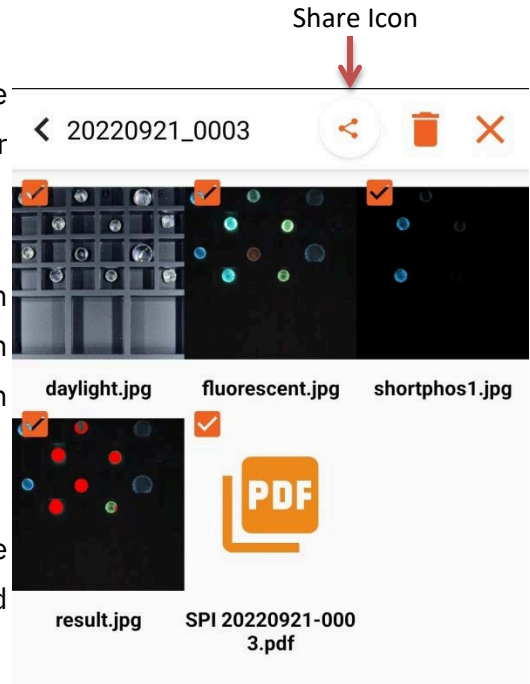 Share Icon
20220921_0003
daylight.jpg
fluorescent.jpg
shortphos1.jpg
PDF
result.jpg
SPI 20220921-000
3.pdf